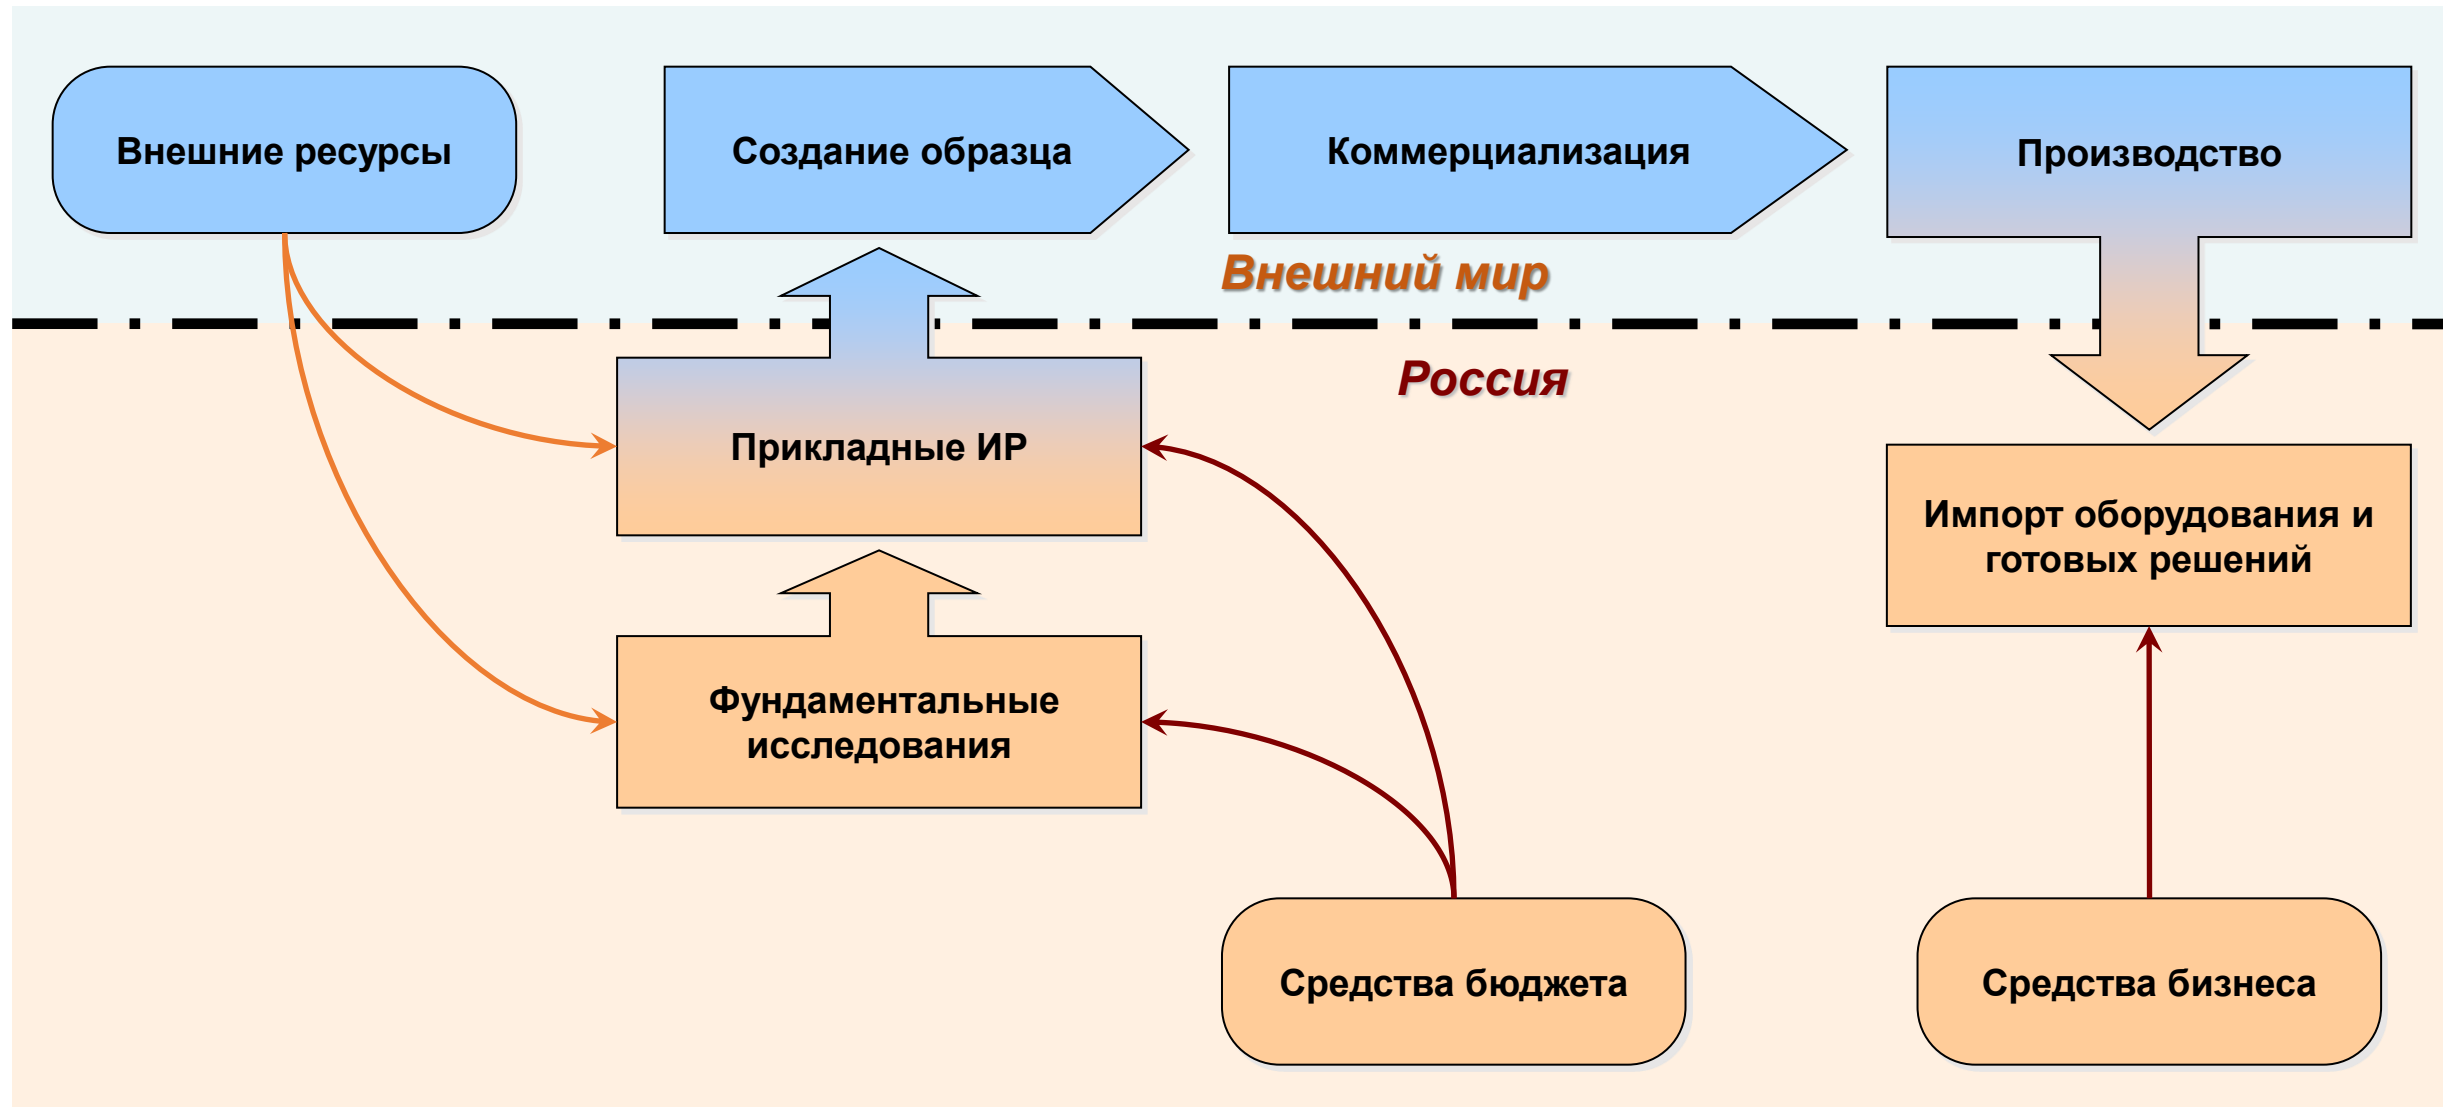 Внешние ресурсы
Создание образца
Коммерциализация
Производство
Внешний мир
Россия
Прикладные ИР
Импорт оборудования и
готовых решений
Фундаментальные
исследования
Средства бюджета
Средства бизнеса